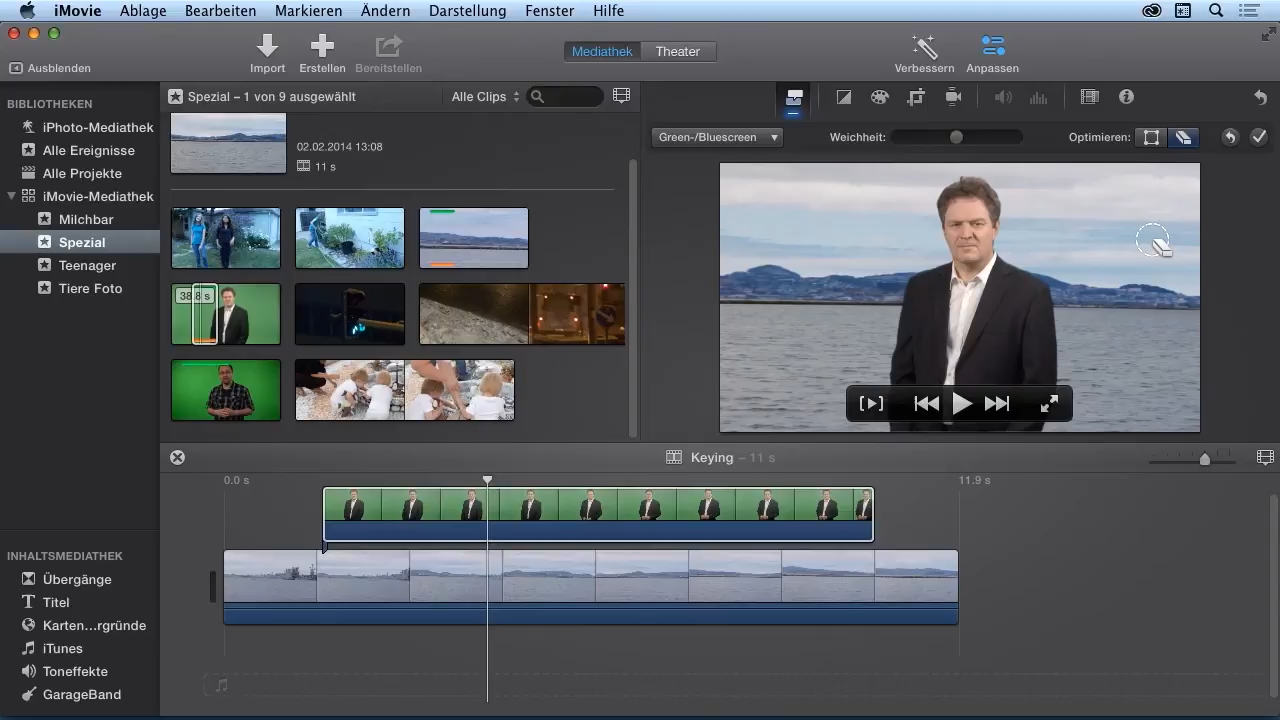 iMovie Ablage Bearbeiten Markieren Ändern Darstellung Fenster Hilfe
Ausblenden
Import Erstellen Bereitstellen
Mediathek Theater
Verbessern Anpassen
BIBLIOTHEKEN
iPhoto-Mediathek
Alle Ereignisse
Alle Projekte
iMovie-Mediathek
Milchbar
Spezial
Teenager
Tiere Foto
Spezial – 1 von 9 ausgewählt
Alle Clips
02.02.2014 13:08
11 s
38,8 s
Green-/Bluescreen
Weichheit:
Optimieren:
Keying – 11 s
0.0 s
11.9 s
INHALTSMEDIATHEK
Übergänge
Titel
Karten...rgründe
iTunes
Toneffekte
GarageBand